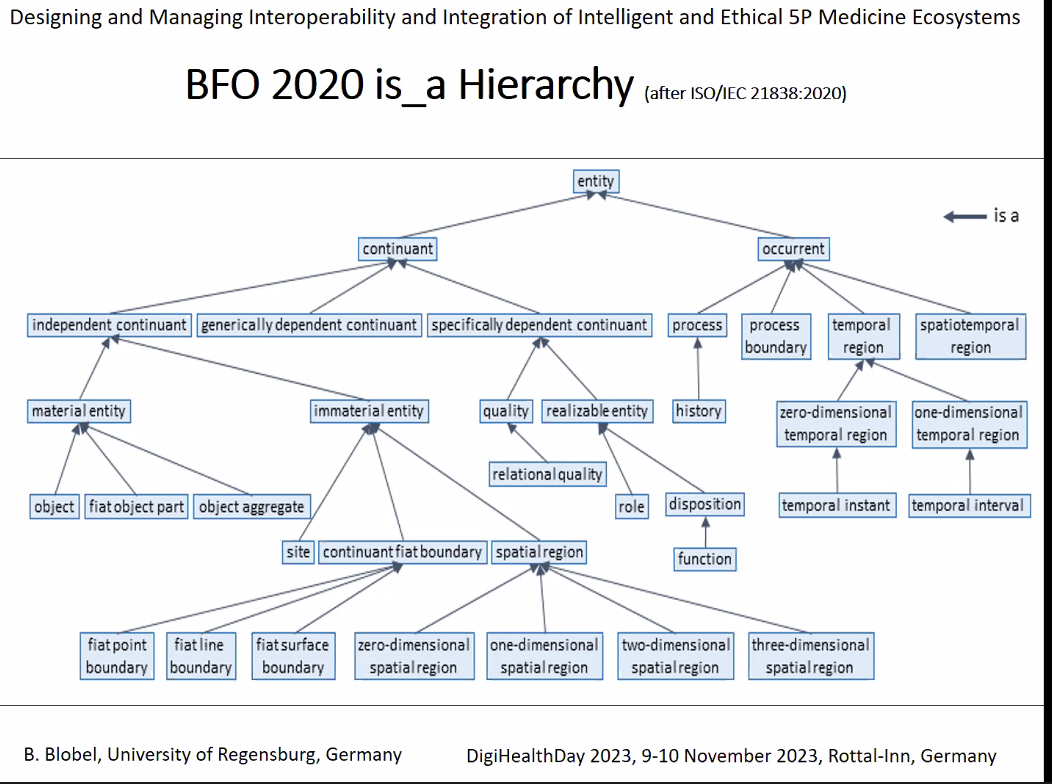 Designing and Managing Interoperability and Integration of Intelligent and Ethical 5P Medicine Ecosystems
BFO 2020 is_a Hierarchy (after ISO/IEC 21838:2020)
entity
is a
continuant
occurrent
independent continuant
generically dependent continuant
specifically dependent continuant
process
process
boundary
temporal
region
spatiotemporal
region
material entity
immaterial entity
quality
realizable entity
history
zero-dimensional
temporal region
one-dimensional
temporal region
relational quality
object
fiat object part
object aggregate
role
disposition
temporal instant
temporal interval
site
continuant fiat boundary
spatial region
function
fiat point
boundary
fiat line
boundary
fiat surface
boundary
zero-dimensional
spatial region
one-dimensional
spatial region
two-dimensional
spatial region
three-dimensional
spatial region
B. Blobel, University of Regensburg, Germany
DigiHealthDay 2023, 9-10 November 2023, Rottal-Inn, Germany